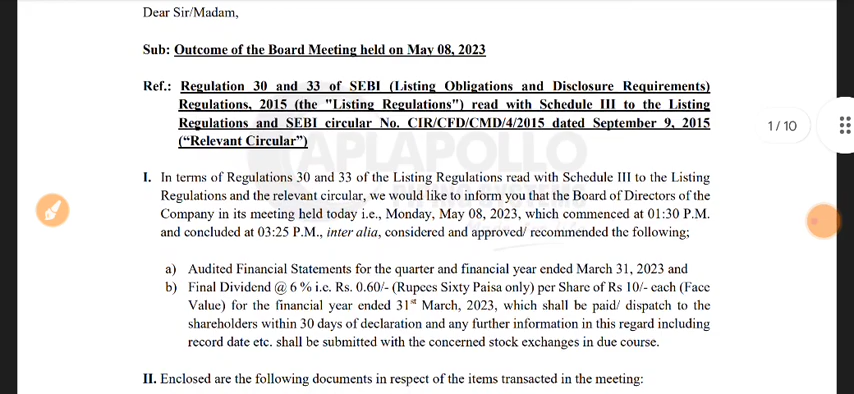 Dear Sir/Madam,
Sub: Outcome of the Board Meeting held on May 08, 2023
Ref.: Regulation 30 and 33 of SEBI (Listing Obligations and Disclosure Requirements)
Regulations, 2015 (the "Listing Regulations") read with Schedule III to the Listing
Regulations and SEBI circular No. CIR/CFD/CMD/4/2015 dated September 9, 2015
(“Relevant Circular”)
1 / 10
APLAPOLLO
I. In terms of Regulations 30 and 33 of the Listing Regulations read with Schedule III to the Listing
Regulations and the relevant circular, we would like to inform you that the Board of Directors of the
Company in its meeting held today i.e., Monday, May 08, 2023, which commenced at 01:30 P.M.
and concluded at 03:25 P.M., inter alia, considered and approved/ recommended the following;
a) Audited Financial Statements for the quarter and financial year ended March 31, 2023 and
b) Final Dividend @ 6 % i.e. Rs. 0.60/- (Rupees Sixty Paisa only) per Share of Rs 10/- each (Face
Value) for the financial year ended 31st March, 2023, which shall be paid/ dispatch to the
shareholders within 30 days of declaration and any further information in this regard including
record date etc. shall be submitted with the concerned stock exchanges in due course.
II. Enclosed are the following documents in respect of the items transacted in the meeting: